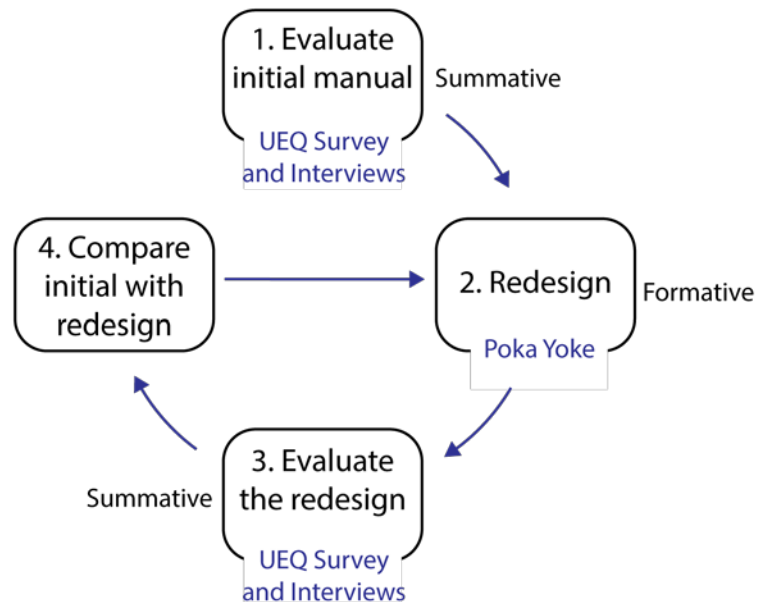 1. Evaluate
initial manual
Summative
UEQ Survey
and Interviews
2. Redesign
Formative
Poka Yoke
3. Evaluate
the redesign
Summative
UEQ Survey
and Interviews
4. Compare
initial with
redesign